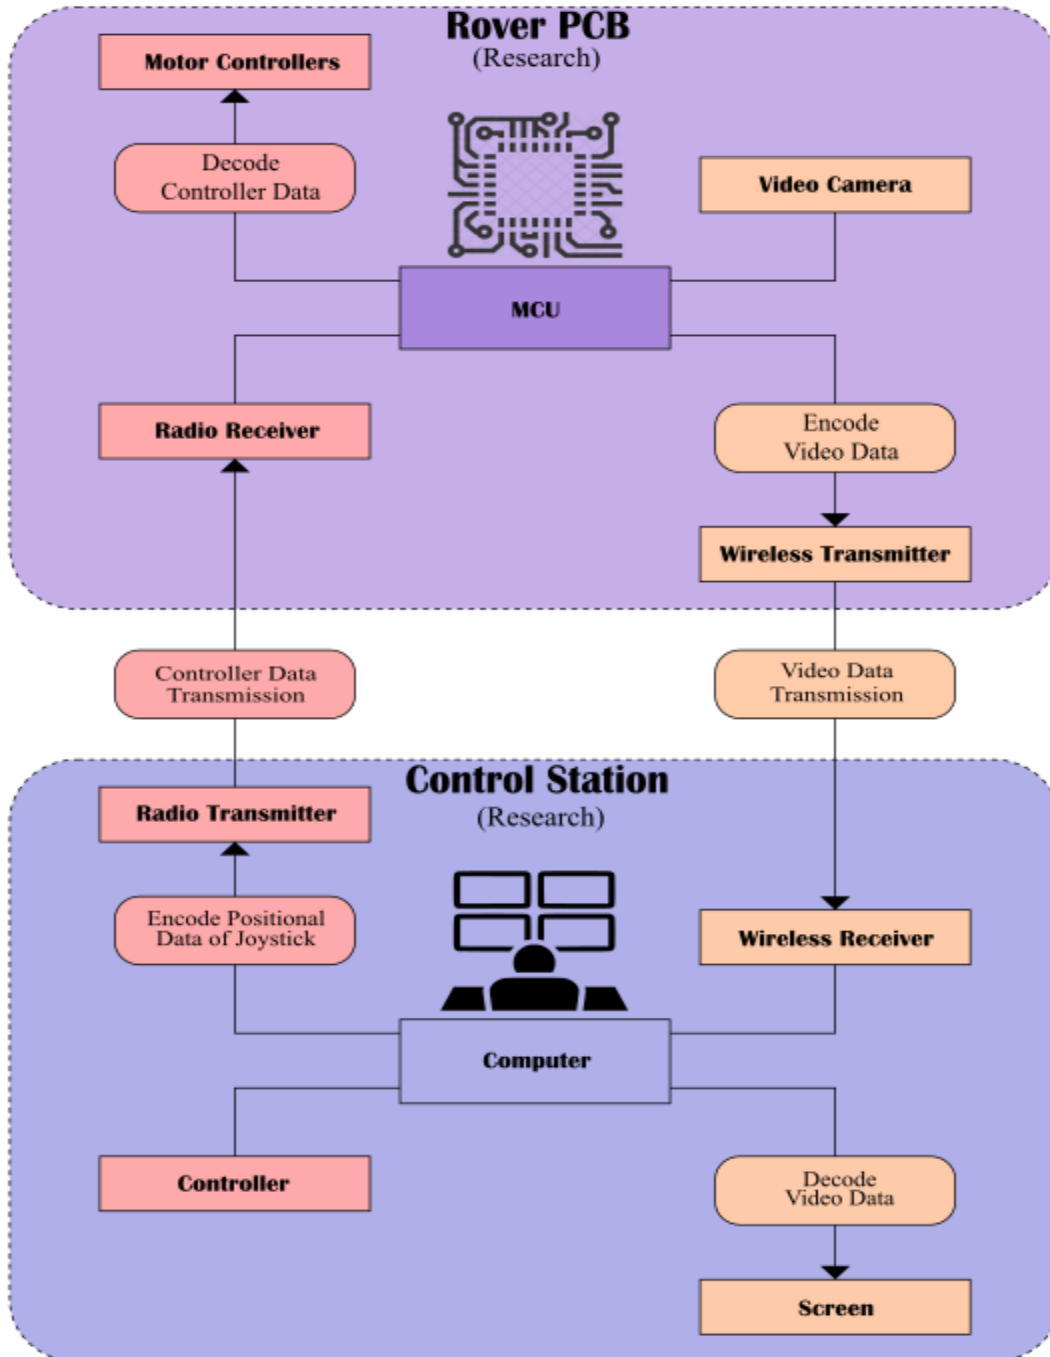 Rover PCB
(Research)
Motor Controllers
Decode
Controller Data
Video Camera
MCU
Radio Receiver
Encode
Video Data
Wireless Transmitter
Controller Data
Transmission
Video Data
Transmission
Control Station
(Research)
Radio Transmitter
Encode Positional
Data of Joystick
Wireless Receiver
Computer
Controller
Decode
Video Data
Screen